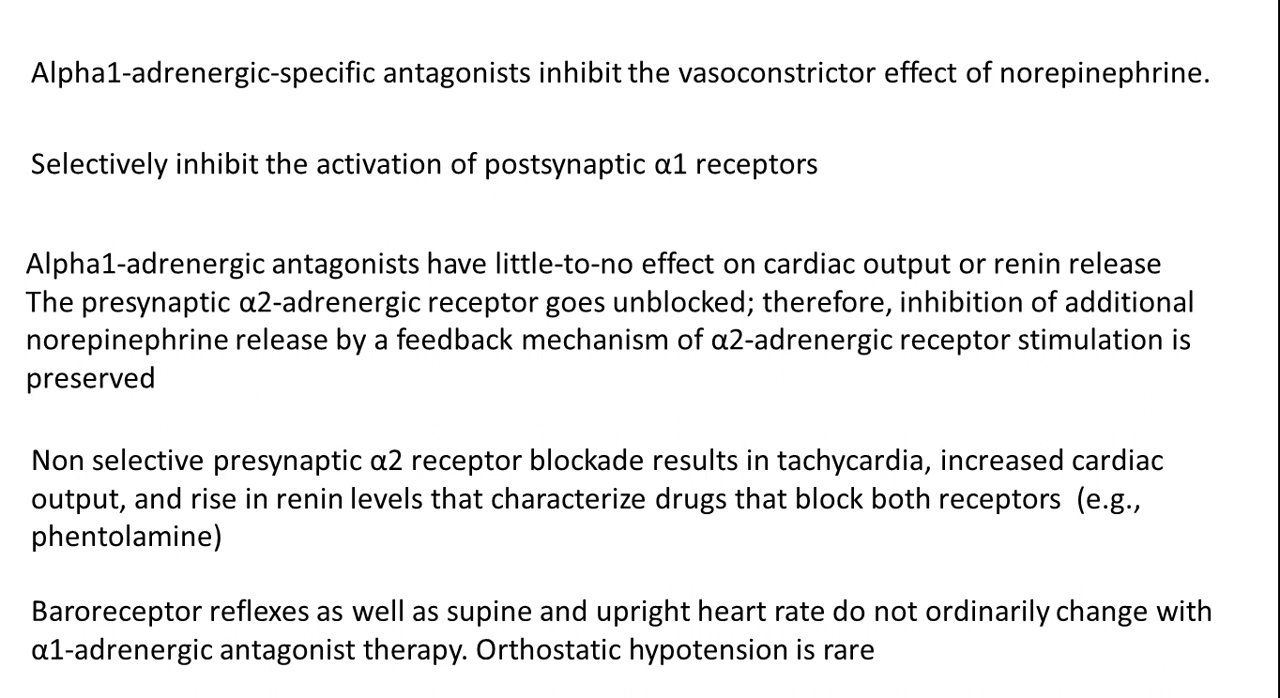 Alpha1-adrenergic-specific antagonists inhibit the vasoconstrictor effect of norepinephrine.
Selectively inhibit the activation of postsynaptic α1 receptors
Alpha1-adrenergic antagonists have little-to-no effect on cardiac output or renin release
The presynaptic α2-adrenergic receptor goes unblocked; therefore, inhibition of additional
norepinephrine release by a feedback mechanism of α2-adrenergic receptor stimulation is
preserved
Non selective presynaptic α2 receptor blockade results in tachycardia, increased cardiac
output, and rise in renin levels that characterize drugs that block both receptors  (e.g.,
phentolamine)
Baroreceptor reflexes as well as supine and upright heart rate do not ordinarily change with
α1-adrenergic antagonist therapy. Orthostatic hypotension is rare